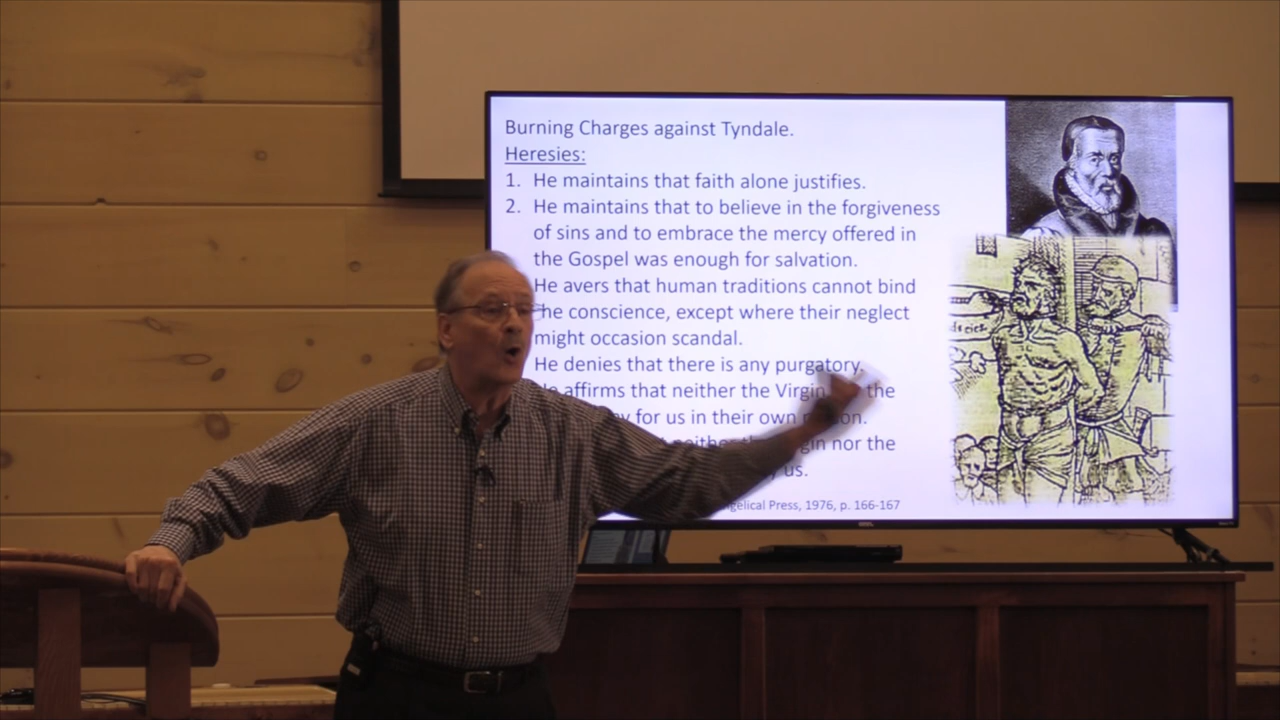 Burning Charges against Tyndale.
Heresies:
1. He maintains that faith alone justifies.
2. He maintains that to believe in the forgiveness
of sins and to embrace the mercy offered in
the Gospel was enough for salvation.
He avers that human traditions cannot bind
conscience, except where their neglect
might occasion scandal.
He denies that there is any purgatory.
affirms that neither the Virgin the
for us in their own
neither nor the
us.
Press, 1976, p. 166-167